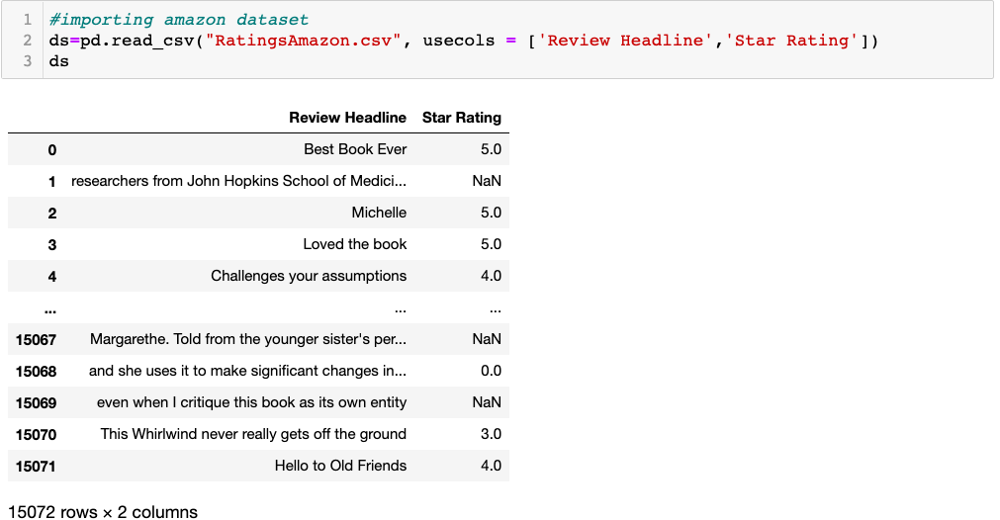 1 #importing amazon dataset
2 ds=pd.read_csv("RatingsAmazon.csv", usecols = ['Review Headline','Star Rating'])
3 ds
Review Headline Star Rating
0 Best Book Ever 5.0
1 researchers from John Hopkins School of Medici... NaN
2 Michelle 5.0
3 Loved the book 5.0
4 Challenges your assumptions 4.0
... ... ...
15067 Margarethe. Told from the younger sister's per... NaN
15068 and she uses it to make significant changes in... 0.0
15069 even when I critique this book as its own entity NaN
15070 This Whirlwind never really gets off the ground 3.0
15071 Hello to Old Friends 4.0
15072 rows × 2 columns